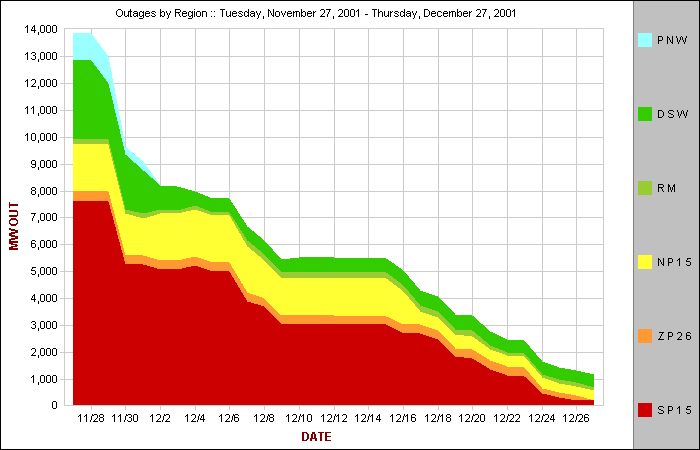 Outages by Region :: Tuesday, November 27, 2001 - Thursday, December 27, 2001
14,000
13,000
12,000
11,000
10,000
9,000
8,000
7,000
6,000
5,000
4,000
3,000
2,000
1,000
0
MWOUT
11/28 11/30 12/2 12/4 12/6 12/8 12/10 12/12 12/14 12/16 12/18 12/20 12/22 12/24 12/26
DATE
PNW
DSW
RM
NP15
ZP26
SP15